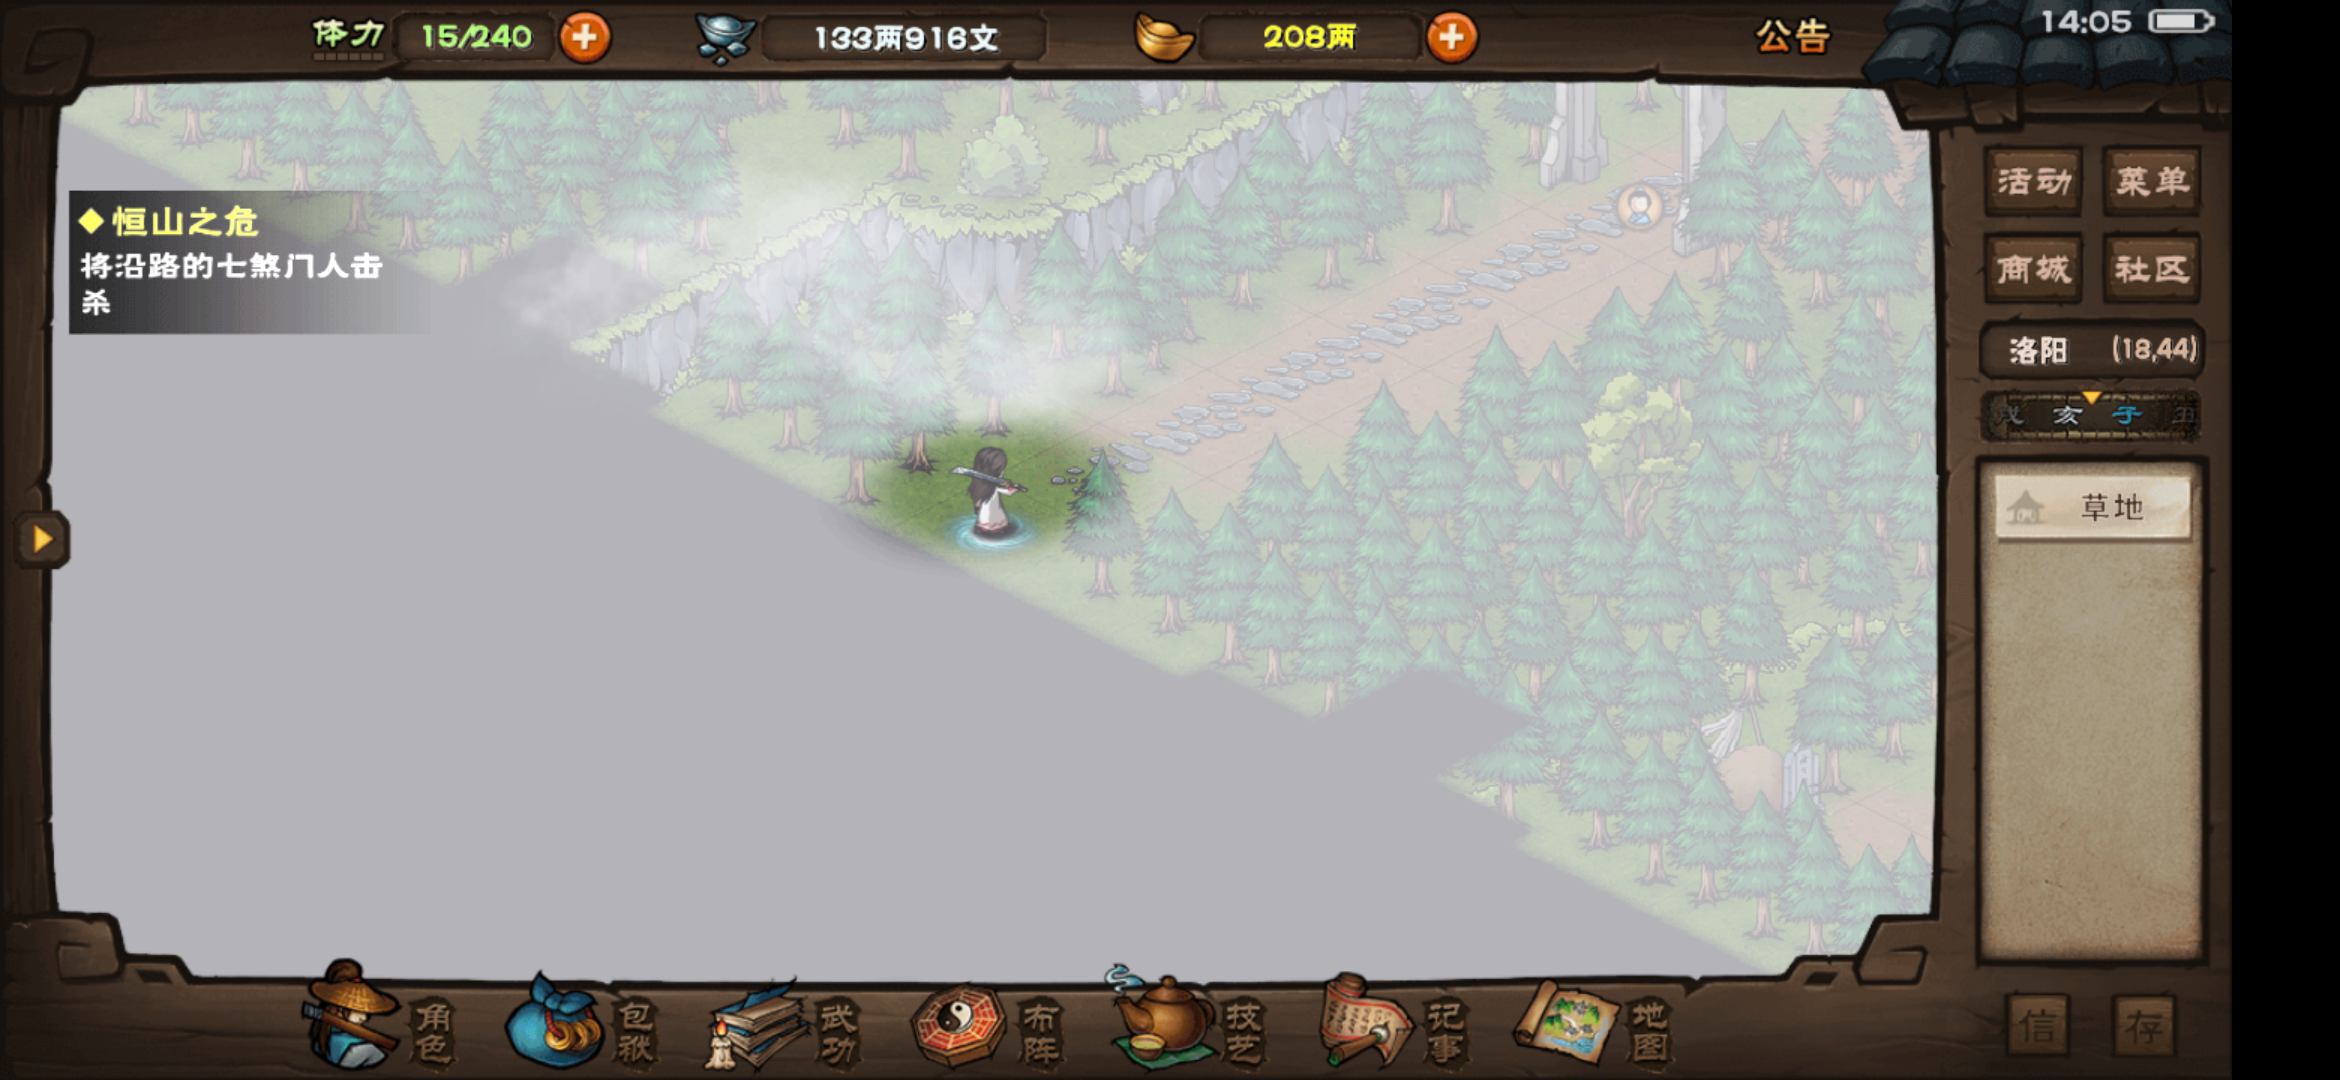 体力 15/240 133两916文 208两 公告 14:05
恒山之危
将沿路的七煞门人击
杀
活动 菜单
商城 社区
洛阳 (18,44)
戌 亥 子 丑
草地
角色 包袱 武功 布阵 技艺 记事 地图 信 存